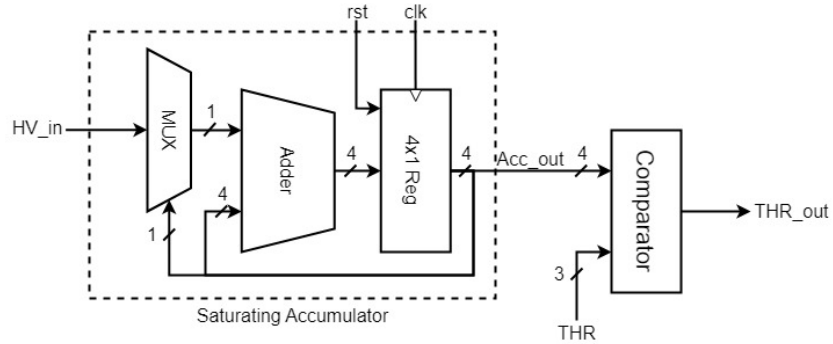 rst
clk
HV_in
MUX
1
Adder
4
4x1 Reg
4
Acc_out
4
Comparator
THR_out
4
1
3
THR
Saturating Accumulator